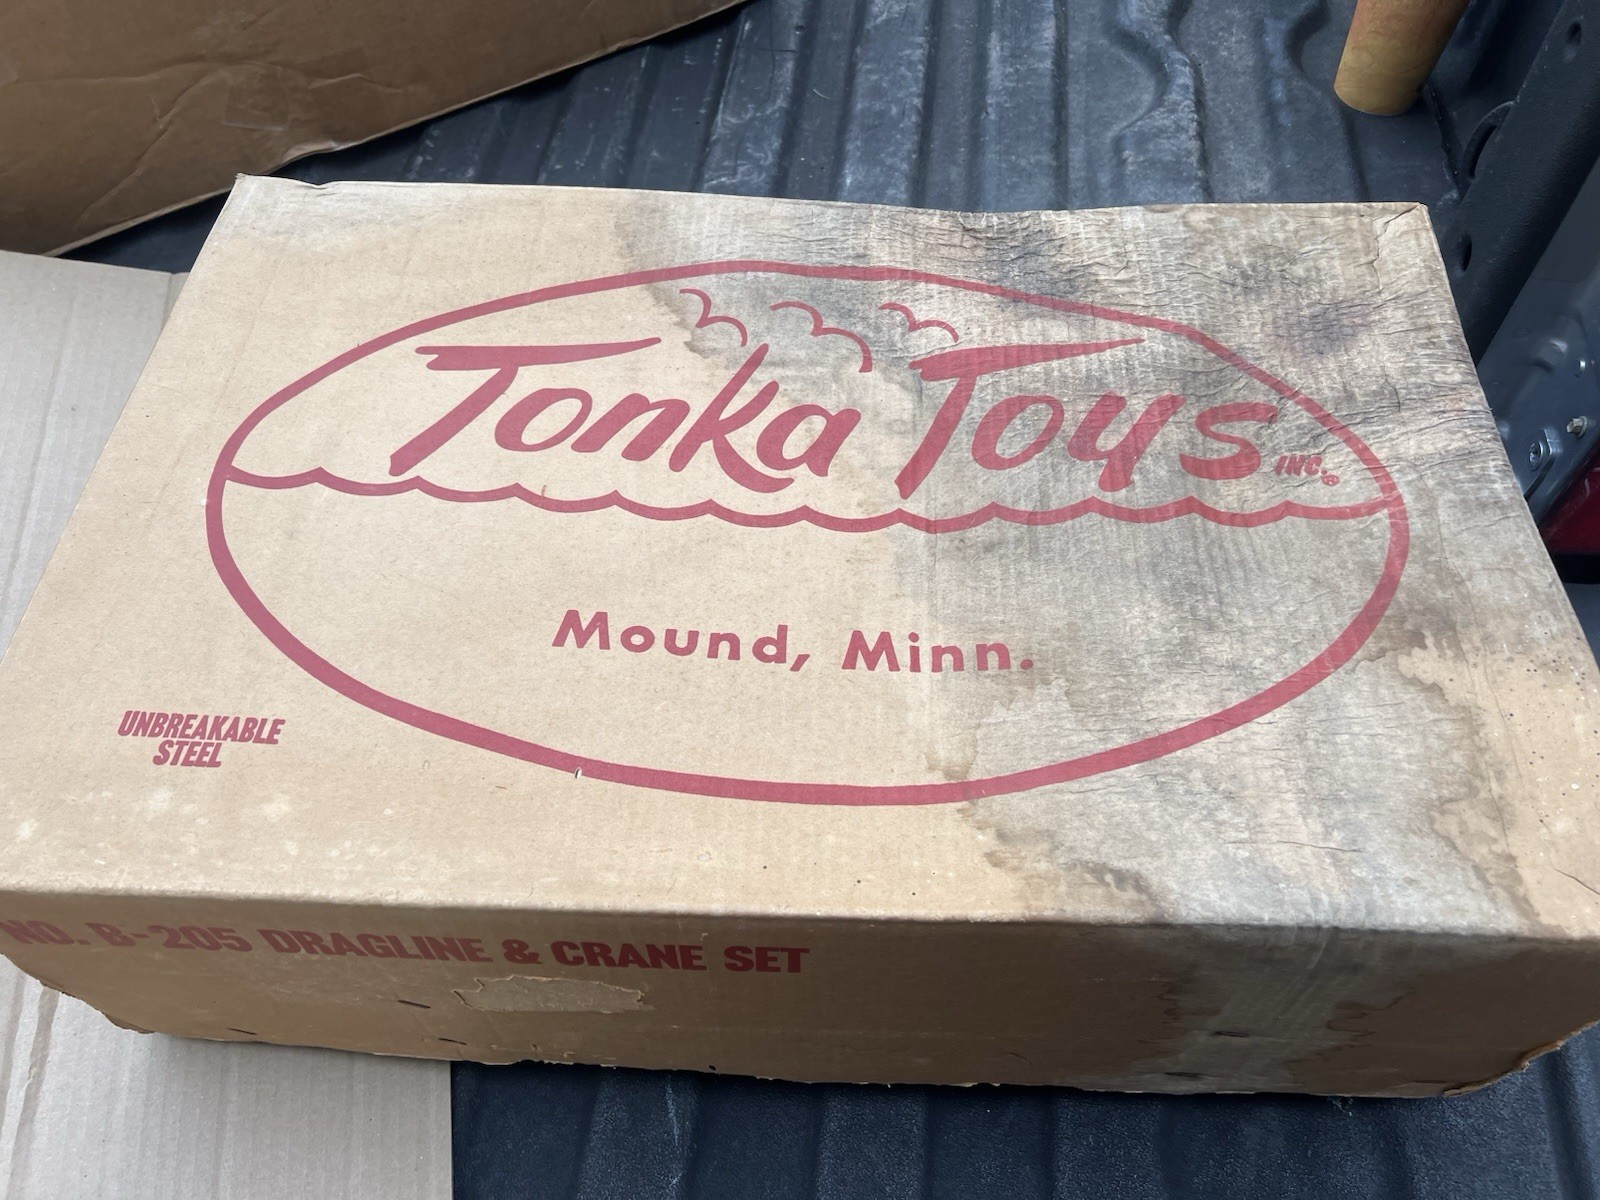 Tonka Toys INC.®
Mound, Minn.
UNBREAKABLE
STEEL
NO. B-205 DRAGLINE & CRANE SET